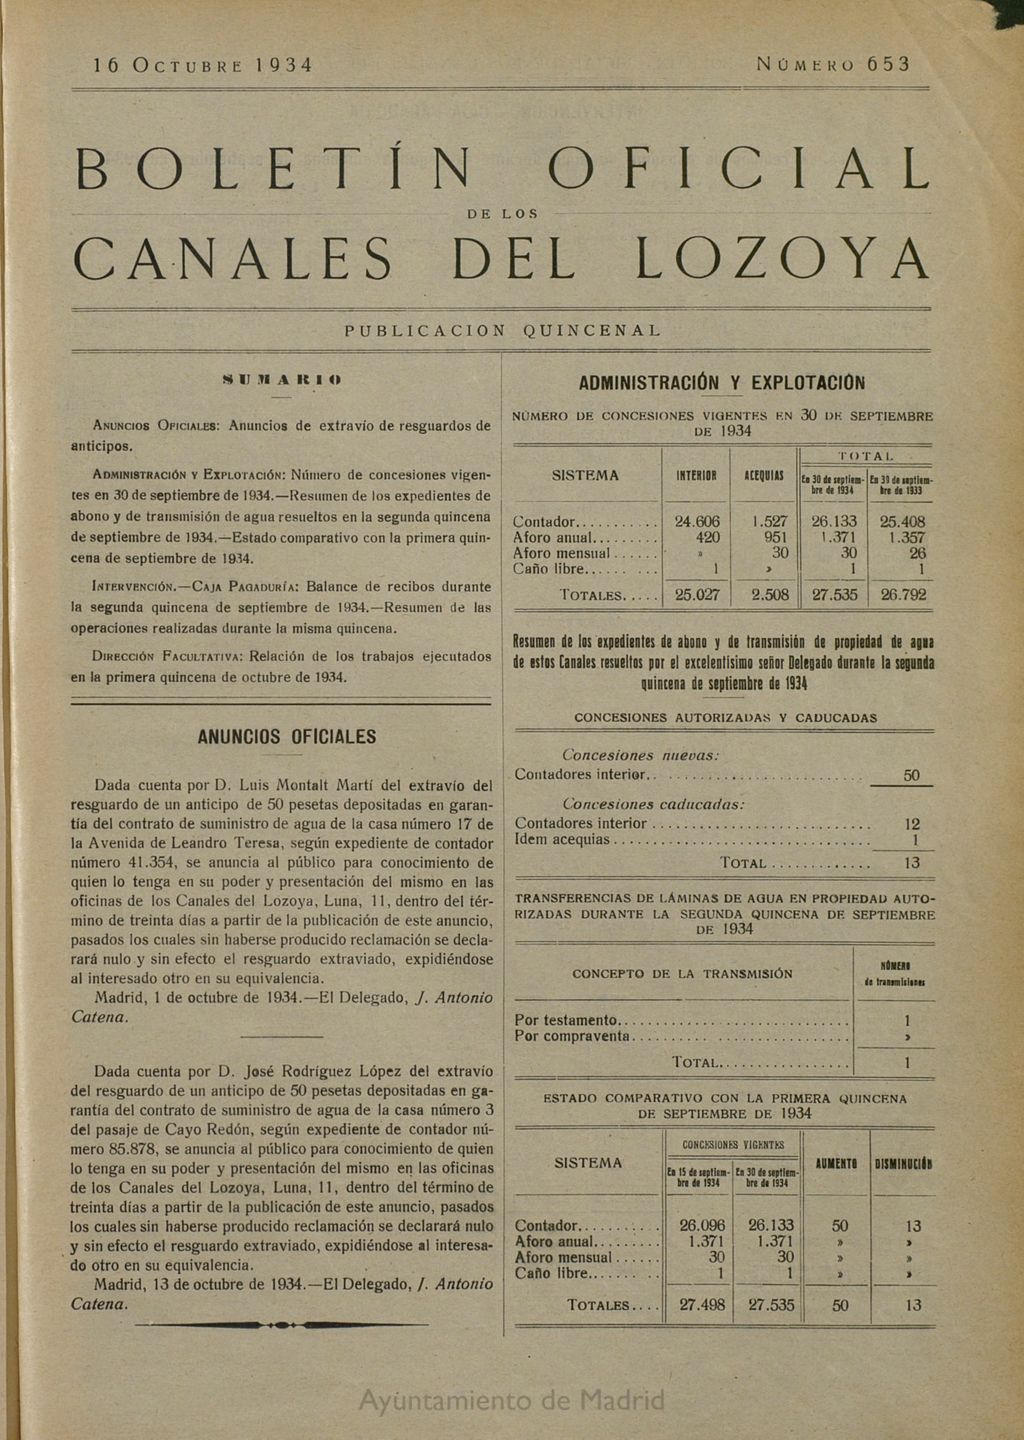 16 OCTUBRE 1934
NÚMERO 653
BOLETÍN OFICIAL
DE LOS
CANALES DEL LOZOYA
PUBLICACION QUINCENAL
SUMARIO
ANUNCIOS OFICIALES: Anuncios de extravío de resguardos de
anticipos.
ADMINISTRACIÓN Y EXPLOTACIÓN: Número de concesiones vigen-
tes en 30 de septiembre de 1934.—Resumen de los expedientes de
abono y de transmisión de agua resueltos en la segunda quincena
de septiembre de 1934.—Estado comparativo con la primera quin-
cena de septiembre de 1934.
INTERVENCIÓN.—CAJA PAGADURÍA: Balance de recibos durante
la segunda quincena de septiembre de 1934.—Resumen de las
operaciones realizadas durante la misma quincena.
DIRECCIÓN FACULTATIVA: Relación de los trabajos ejecutados
en la primera quincena de octubre de 1934.
ANUNCIOS OFICIALES
Dada cuenta por D. Luis Montalt Martí del extravío del
resguardo de un anticipo de 50 pesetas depositadas en garan-
tía del contrato de suministro de agua de la casa número 17 de
la Avenida de Leandro Teresa, según expediente de contador
número 41.354, se anuncia al público para conocimiento de
quien lo tenga en su poder y presentación del mismo en las
oficinas de los Canales del Lozoya, Luna, 11, dentro del tér-
mino de treinta días a partir de la publicación de este anuncio,
pasados los cuales sin haberse producido reclamación se decla-
rará nulo y sin efecto el resguardo extraviado, expidiéndose
al interesado otro en su equivalencia.
Madrid, 1 de octubre de 1934.—El Delegado, J. Antonio
Catena.
Dada cuenta por D. José Rodríguez López del extravío
del resguardo de un anticipo de 50 pesetas depositadas en ga-
rantía del contrato de suministro de agua de la casa número 3
del pasaje de Cayo Redón, según expediente de contador nú-
mero 85.878, se anuncia al público para conocimiento de quien
lo tenga en su poder y presentación del mismo en las oficinas
de los Canales del Lozoya, Luna, 11, dentro del término de
treinta días a partir de la publicación de este anuncio, pasados
los cuales sin haberse producido reclamación se declarará nulo
y sin efecto el resguardo extraviado, expidiéndose al interesa-
do otro en su equivalencia.
Madrid, 13 de octubre de 1934.—El Delegado, J. Antonio
Catena.
ADMINISTRACIÓN Y EXPLOTACIÓN
NÚMERO DE CONCESIONES VIGENTES EN 30 DE SEPTIEMBRE
DE 1934
SISTEMA INTERIOR ACEQUIAS TOTAL
En 30 de septiem- En 30 de septiem-
bre de 1934 bre de 1933
Contador........... 24.606 1.527 26.133 25.408
Aforo anual......... 420 951 1.371 1.357
Aforo mensual...... » 30 30 26
Caño libre......... 1 » 1 1
TOTALES..... 25.027 2.508 27.535 26.792
Resumen de los expedientes de abono y de transmisión de propiedad de agua
de estos Canales resueltos por el excelentísimo señor Delegado durante la segunda
quincena de septiembre de 1934
CONCESIONES AUTORIZADAS Y CADUCADAS
Concesiones nuevas:
Contadores interior........................... 50
Concesiones caducadas:
Contadores interior........................... 12
Idem acequias................................. 1
TOTAL............. 13
TRANSFERENCIAS DE LÁMINAS DE AGUA EN PROPIEDAD AUTO-
RIZADAS DURANTE LA SEGUNDA QUINCENA DE SEPTIEMBRE
DE 1934
CONCEPTO DE LA TRANSMISIÓN NÚMERO
de transmisiones
Por testamento............................. 1
Por compraventa............................ »
TOTAL................. 1
ESTADO COMPARATIVO CON LA PRIMERA QUINCENA
DE SEPTIEMBRE DE 1934
SISTEMA CONCESIONES VIGENTES AUMENTO DISMINUCIÓN
En 15 de septiem- En 30 de septiem-
bre de 1934 bre de 1934
Contador........... 26.096 26.133 50 13
Aforo anual......... 1.371 1.371 » »
Aforo mensual...... 30 30 » »
Caño libre......... 1 1 » »
TOTALES.... 27.498 27.535 50 13
Ayuntamiento de Madrid